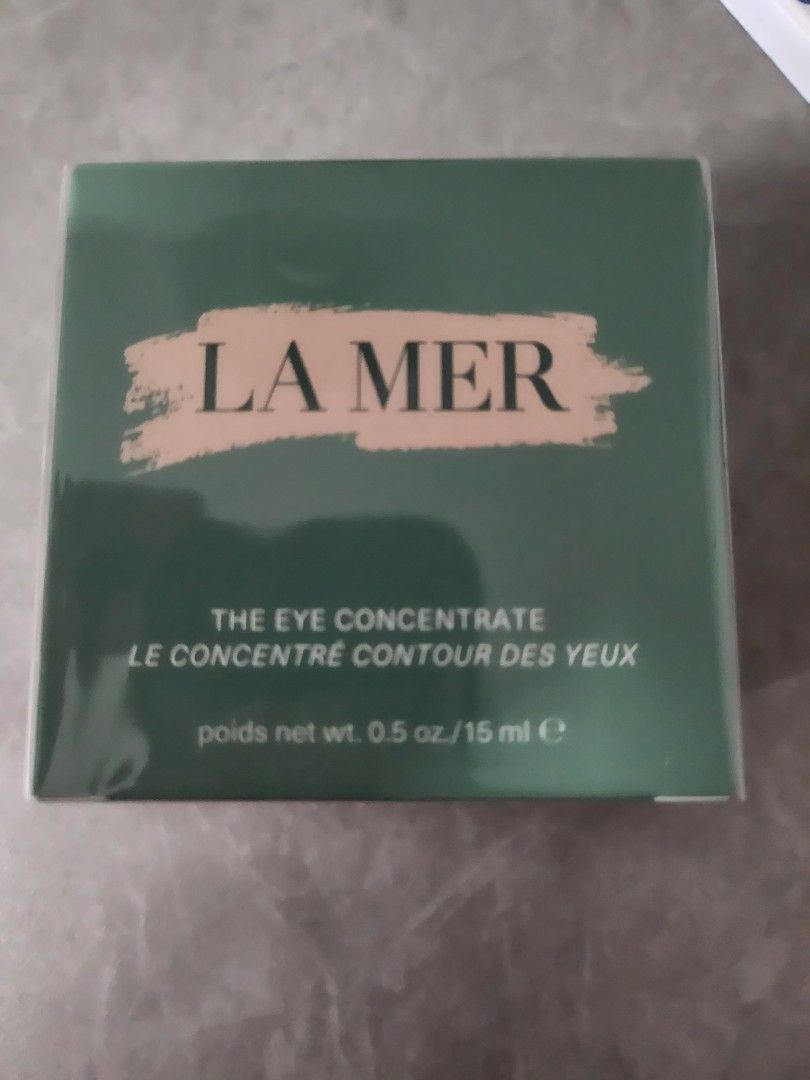 LA MER
THE EYE CONCENTRATE
LE CONCENTRÉ CONTOUR DES YEUX
poids net wt. 0.5 oz./15 ml ℮